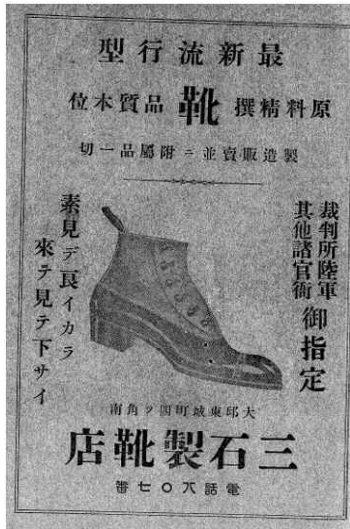 最新流行型
原料精撰 靴 品質本位
製造販賣並ニ附屬品一切
裁判所陸軍
其他諸官衙
御指定
素見デ良イカラ
來テ見テ下サイ
大邱東城町四ツ角南
三石製靴店
電話八〇七番